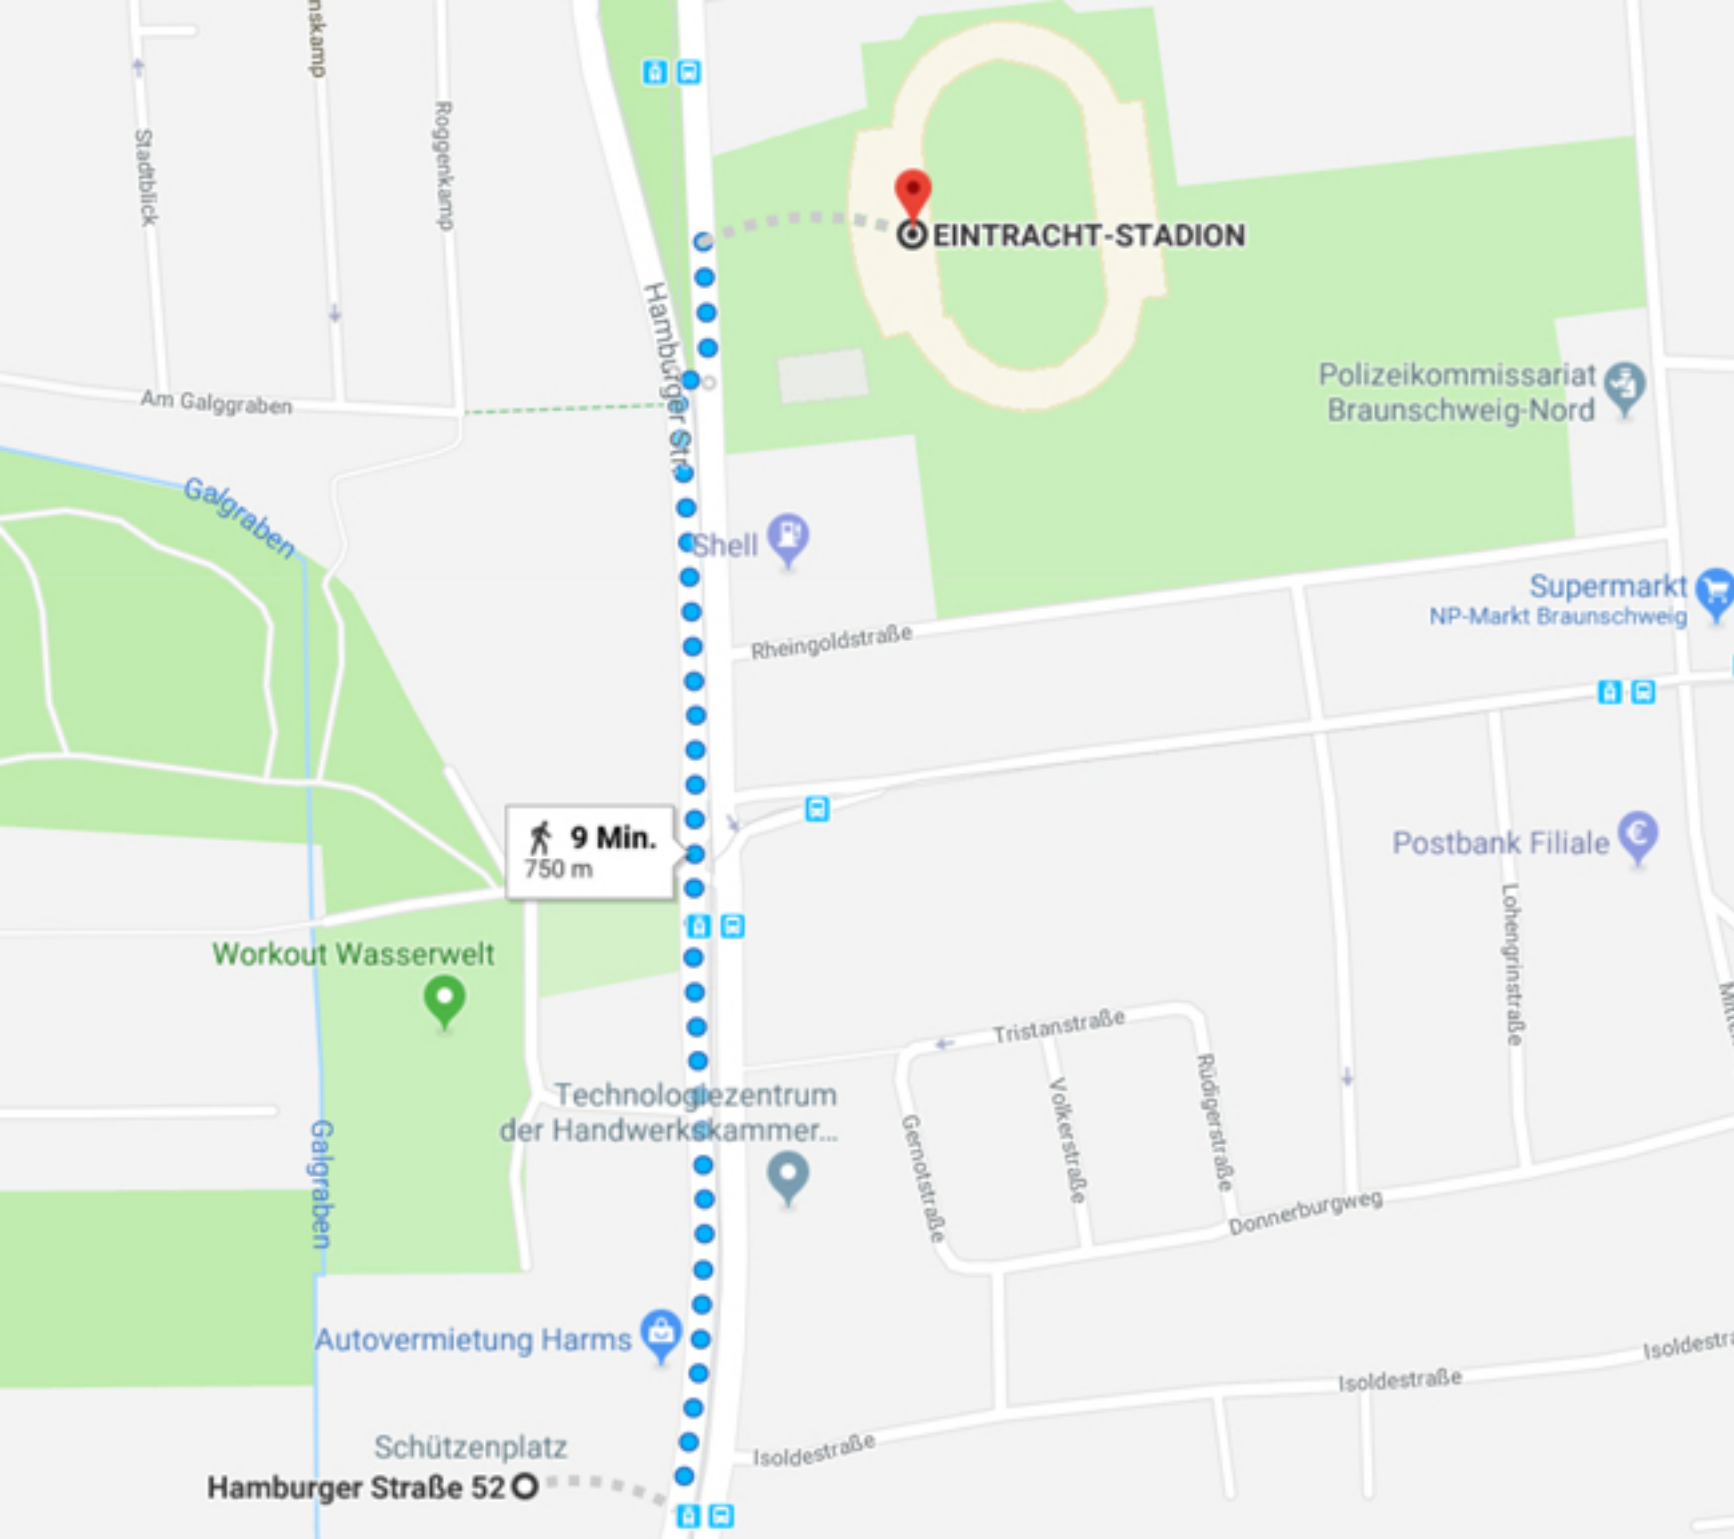 nskamp
Stadtblick
Roggenkamp
EINTRACHT-STADION
Hamburger Str.
Am Galggraben
Polizeikommissariat
Braunschweig-Nord
Galgraben
Shell
Supermarkt
NP-Markt Braunschweig
Rheingoldstraße
9 Min.
750 m
Postbank Filiale
Lohengrinstraße
Workout Wasserwelt
Tristanstraße
Technologiezentrum
der Handwerkskammer...
Volkerstraße
Rüdigerstraße
Gernotstraße
Galgraben
Donnerburgweg
Autovermietung Harms
Isoldestra
Isoldestraße
Schützenplatz
Isoldestraße
Hamburger Straße 52